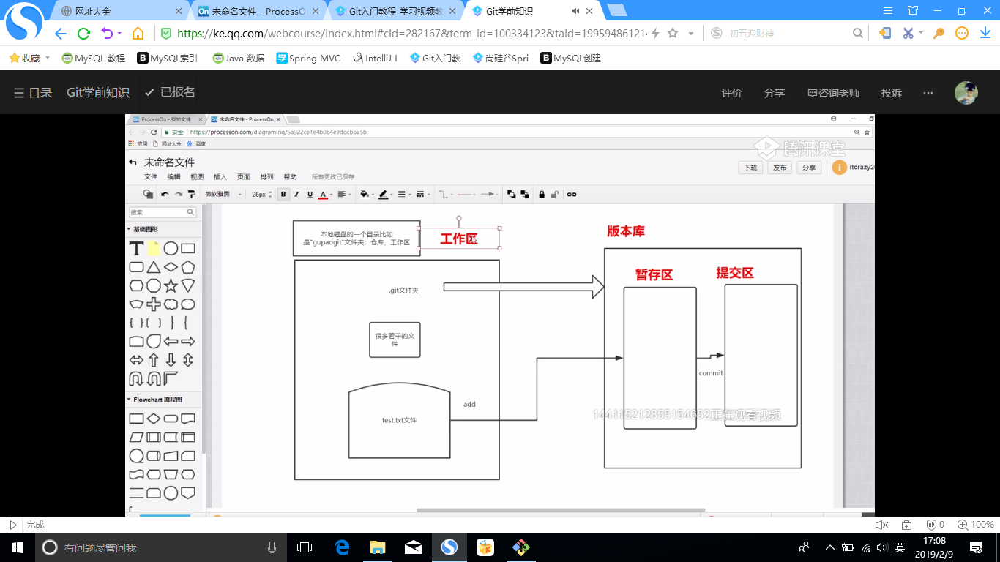 网址大全
未命名文件 - ProcessO
Git入门教程-学习视频教
Git学前知识
https://ke.qq.com/webcourse/index.html#cid=282167&term_id=100334123&taid=19959486121
初五迎财神
收藏
MySQL 教程
MySQL索引
Java 数据
Spring MVC
IntelliJ I
Git入门教
尚硅谷Spri
MySQL创建
目录
Git学前知识
已报名
评价
分享
咨询老师
投诉
ProcessOn - 我的文件
未命名文件 - ProcessOn
安全
https://processon.com/diagraming/5a922ce1e4b064e9ddcb6a5b
应用
网址大全
百度
腾讯课堂
未命名文件
文件
编辑
视图
插入
页面
排列
帮助
所有更改已保存
下载
发布
分享
i
itcrazy2
微软雅黑
25px
B
I
U
A
搜索
基础图形
Flowchart 流程图
本地磁盘的一个目录比如
是"gupaogit"文件夹：仓库，工作区
工作区
版本库
暂存区
提交区
.git文件夹
很多若干的文
件
add
commit
test.txt文件
144115212855154652正在观看视频
完成
0
100%
有问题尽管问我
英
17:08
2019/2/9